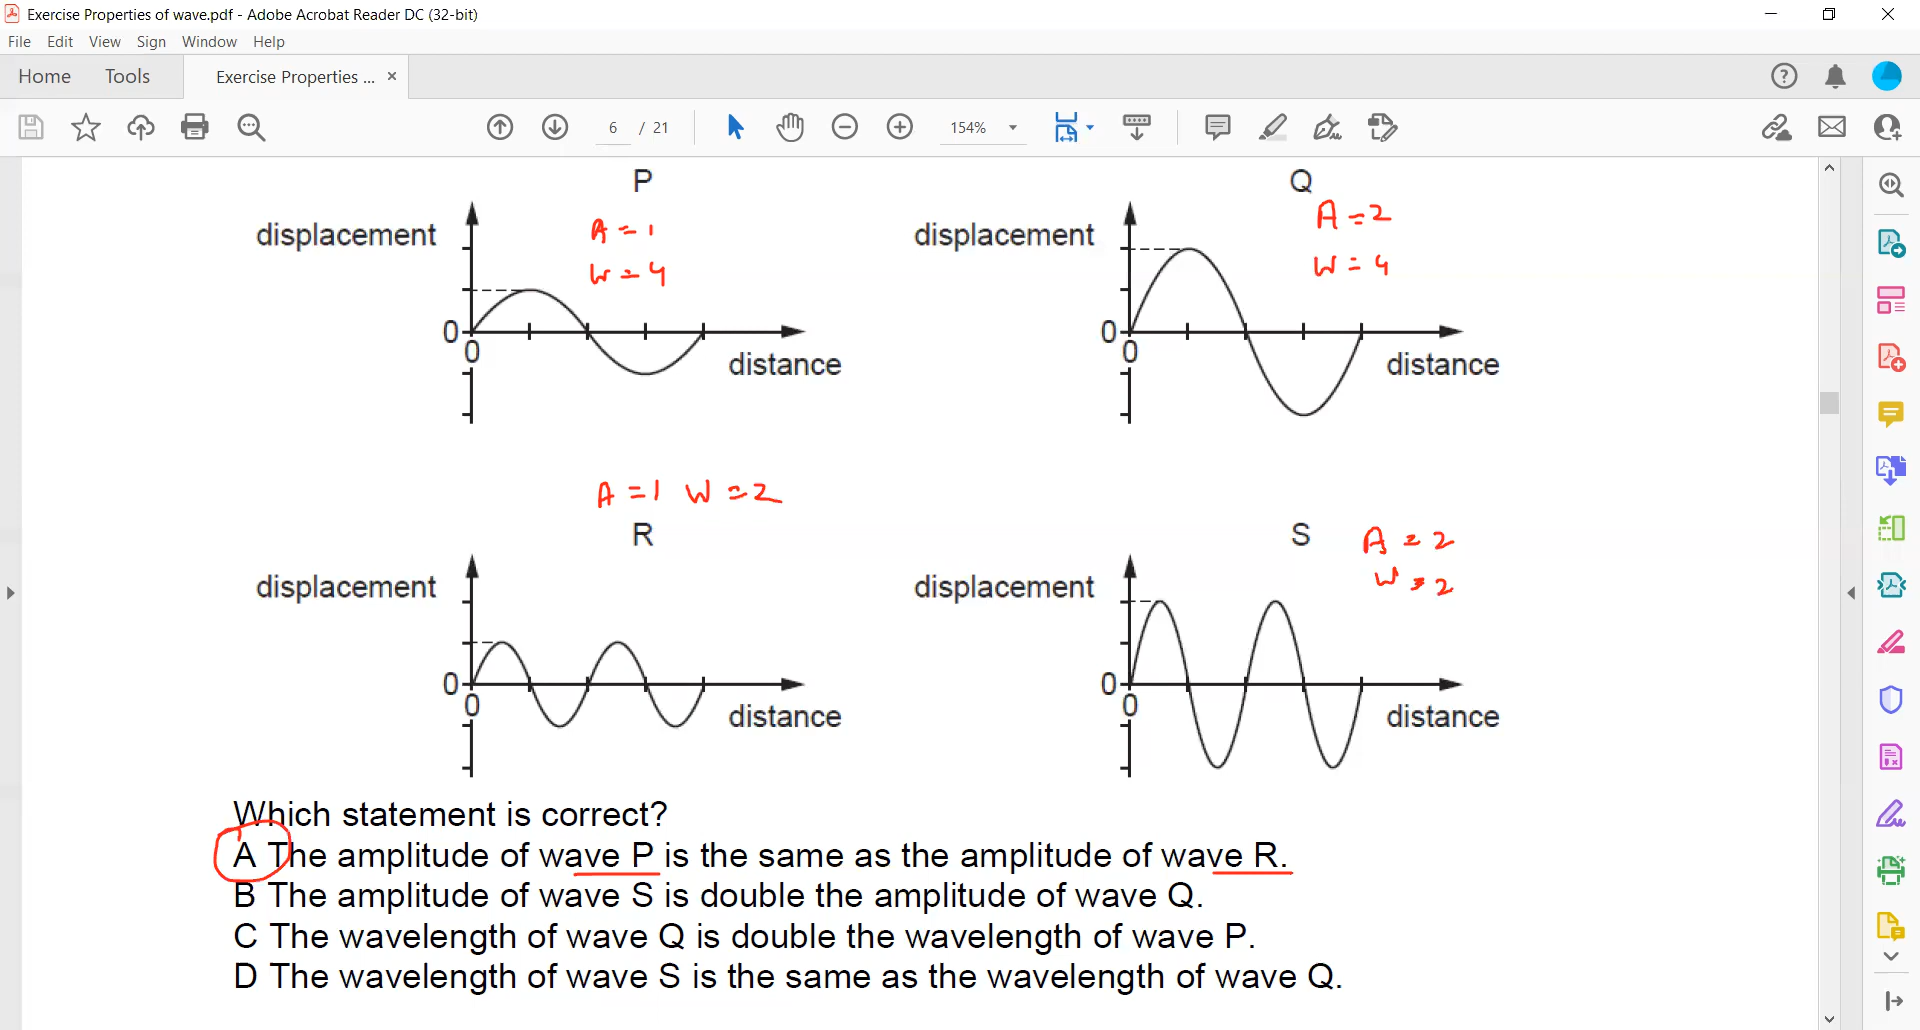 Exercise Properties of wave.pdf - Adobe Acrobat Reader DC (32-bit)
File Edit View Sign Window Help
Home Tools Exercise Properties ... ×
6 / 21 154%
P
displacement
A = 1
W = 4
0
0
distance
Q
displacement
A = 2
W = 4
0
0
distance
A = 1 W = 2
R
displacement
0
0
distance
S
displacement
A = 2
W = 2
0
0
distance
Which statement is correct?
A The amplitude of wave P is the same as the amplitude of wave R.
B The amplitude of wave S is double the amplitude of wave Q.
C The wavelength of wave Q is double the wavelength of wave P.
D The wavelength of wave S is the same as the wavelength of wave Q.